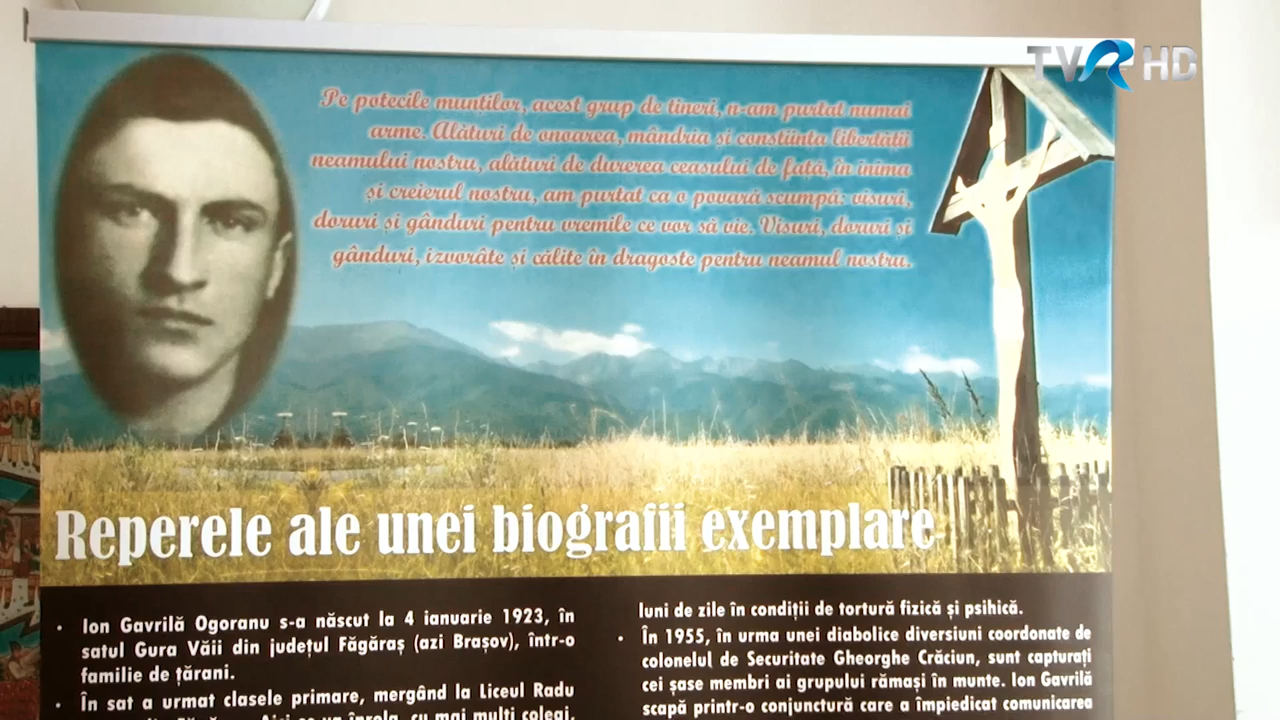 TVR HD
Pe potecile munților, acest grup de tineri, n-am purtat numai
arme. Alături de onoarea, mândria și constiința libertății
neamului nostru, alături de durerea ceasului de față, în inima
și creierul nostru, am purtat ca o povară scumpă: visuri,
doruri și gânduri pentru vremile ce vor să vie. Visuri, doruri și
gânduri, izvorâte și călite în dragoste pentru neamul nostru.
Reperele ale unei biografii exemplare
• Ion Gavrilă Ogoranu s-a născut la 4 ianuarie 1923, în
satul Gura Văii din județul Făgăraș (azi Brașov), într-o
familie de țărani.
• În sat a urmat clasele primare, mergând la Liceul Radu
luni de zile în condiții de tortură fizică și psihică.
• În 1955, în urma unei diabolice diversiuni coordonate de
colonelul de Securitate Gheorghe Crăciun, sunt capturați
cei șase membri ai grupului rămași în munte. Ion Gavrilă
scapă printr-o conjunctură care a împiedicat comunicarea